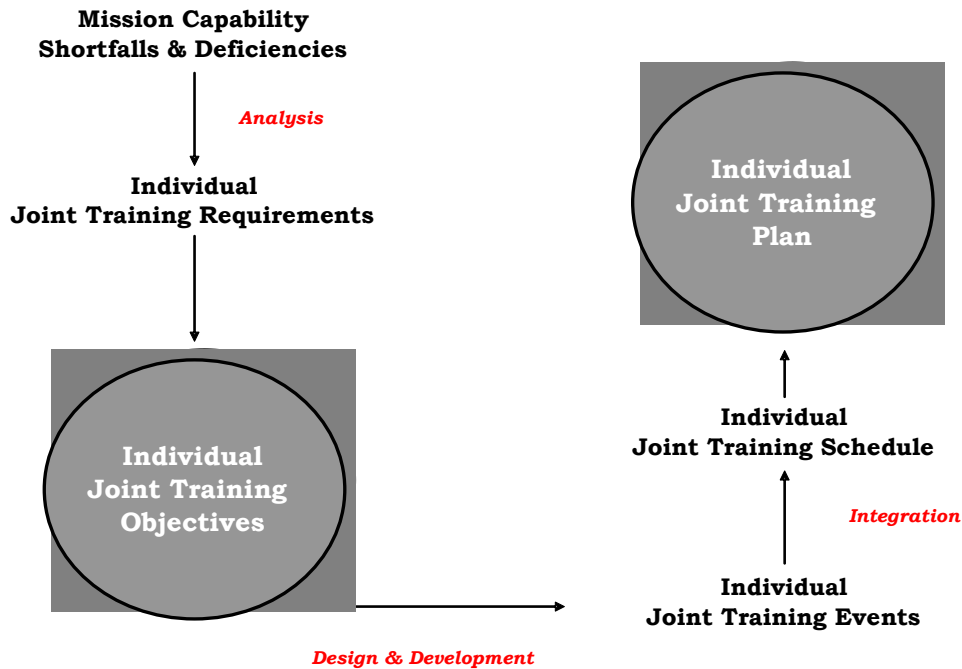 Mission Capability
Shortfalls & Deficiencies
Analysis
Individual
Joint Training Requirements
Individual
Joint Training
Objectives
Design & Development
Individual
Joint Training Events
Integration
Individual
Joint Training Schedule
Individual
Joint Training
Plan